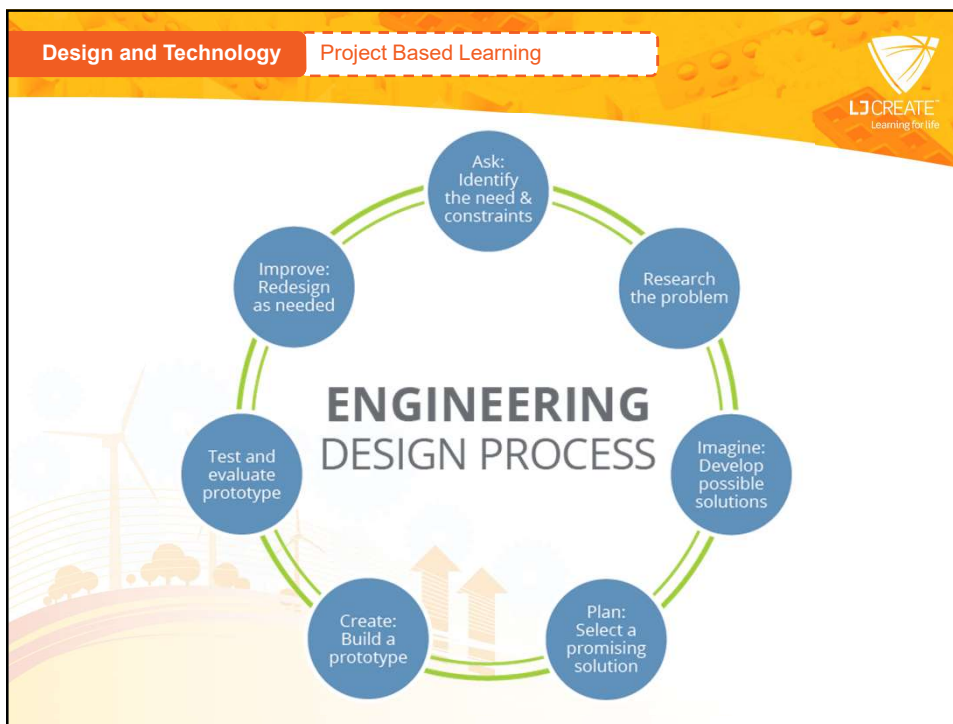 Design and Technology
Project Based Learning
LJCREATE™
Learning for life
Ask:
Identify
the need &
constraints
Research
the problem
Imagine:
Develop
possible
solutions
Plan:
Select a
promising
solution
Create:
Build a
prototype
Test and
evaluate
prototype
Improve:
Redesign
as needed
ENGINEERING
DESIGN PROCESS